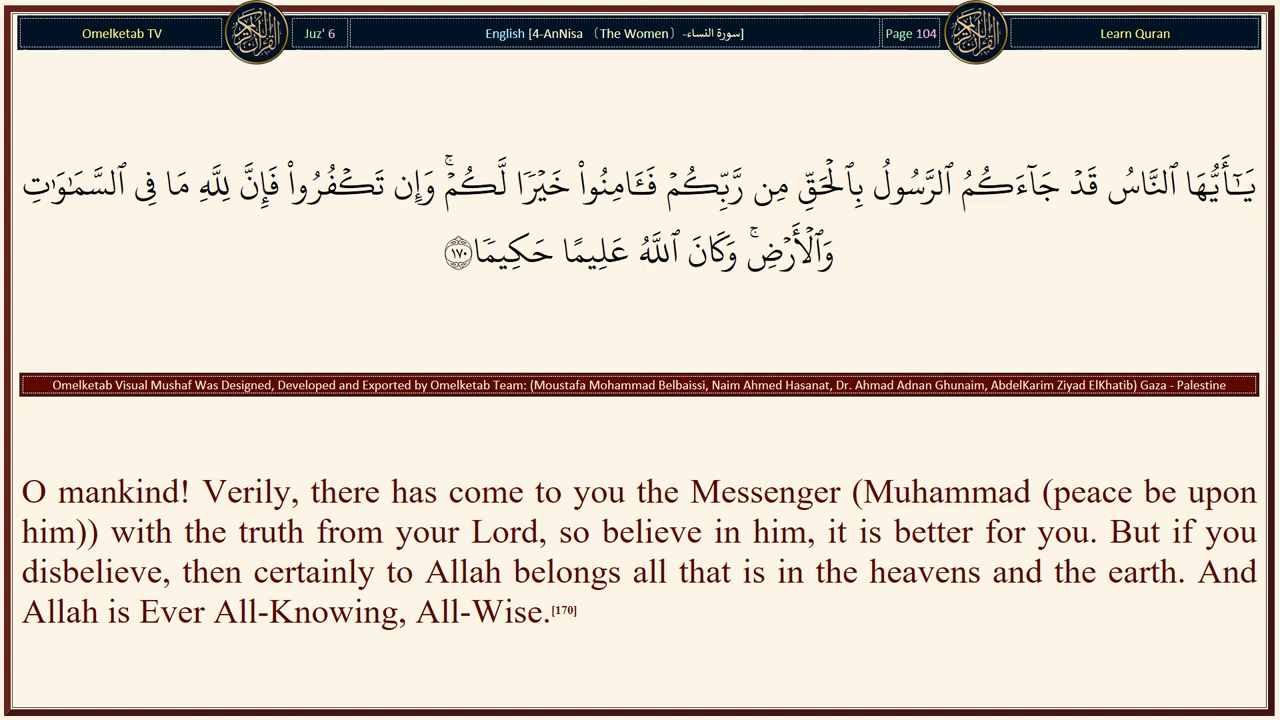 Omelketab TV
Juz' 6
English [4-AnNisa （The Women） -سورة النساء]
Page 104
Learn Quran
يَـٰٓأَيُّهَا ٱلنَّاسُ قَدۡ جَآءَكُمُ ٱلرَّسُولُ بِٱلۡحَقِّ مِن رَّبِّكُمۡ فَـَٔامِنُواْ خَيۡرٗا لَّكُمۡۚ وَإِن تَكۡفُرُواْ فَإِنَّ لِلَّهِ مَا فِي ٱلسَّمَٰوَٰتِ
وَٱلۡأَرۡضِۚ وَكَانَ ٱللَّهُ عَلِيمًا حَكِيمٗا ١٧٠
Omelketab Visual Mushaf Was Designed, Developed and Exported by Omelketab Team: (Moustafa Mohammad Belbaissi, Naim Ahmed Hasanat, Dr. Ahmad Adnan Ghunaim, AbdelKarim Ziyad ElKhatib) Gaza - Palestine
O mankind! Verily, there has come to you the Messenger (Muhammad (peace be upon
him)) with the truth from your Lord, so believe in him, it is better for you. But if you
disbelieve, then certainly to Allah belongs all that is in the heavens and the earth. And
Allah is Ever All-Knowing, All-Wise.[170]